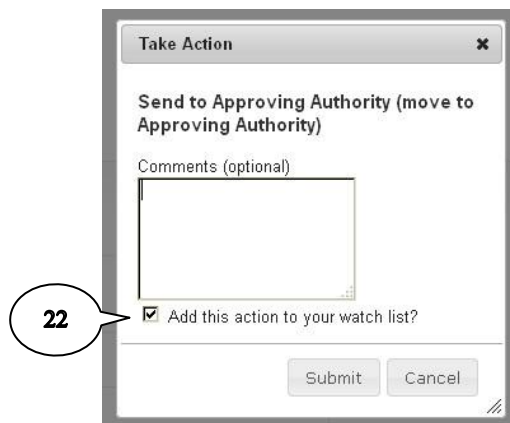 Take Action
Send to Approving Authority (move to
Approving Authority)
Comments (optional)
22
Add this action to your watch list?
Submit Cancel